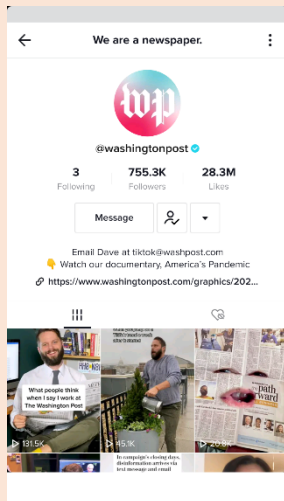 We are a newspaper.
wp
@washingtonpost
3
755.3K
28.3M
Following
Followers
Likes
Message
Email Dave at tiktok@washpost.com
👇 Watch our documentary, America's Pandemic
https://www.washingtonpost.com/graphics/202...
What people think
when I say I work at
The Washington Post
131.5K
45.1K
path
ward
20.8K
In campaign's closing days,
disinformation arrives via
text message and email